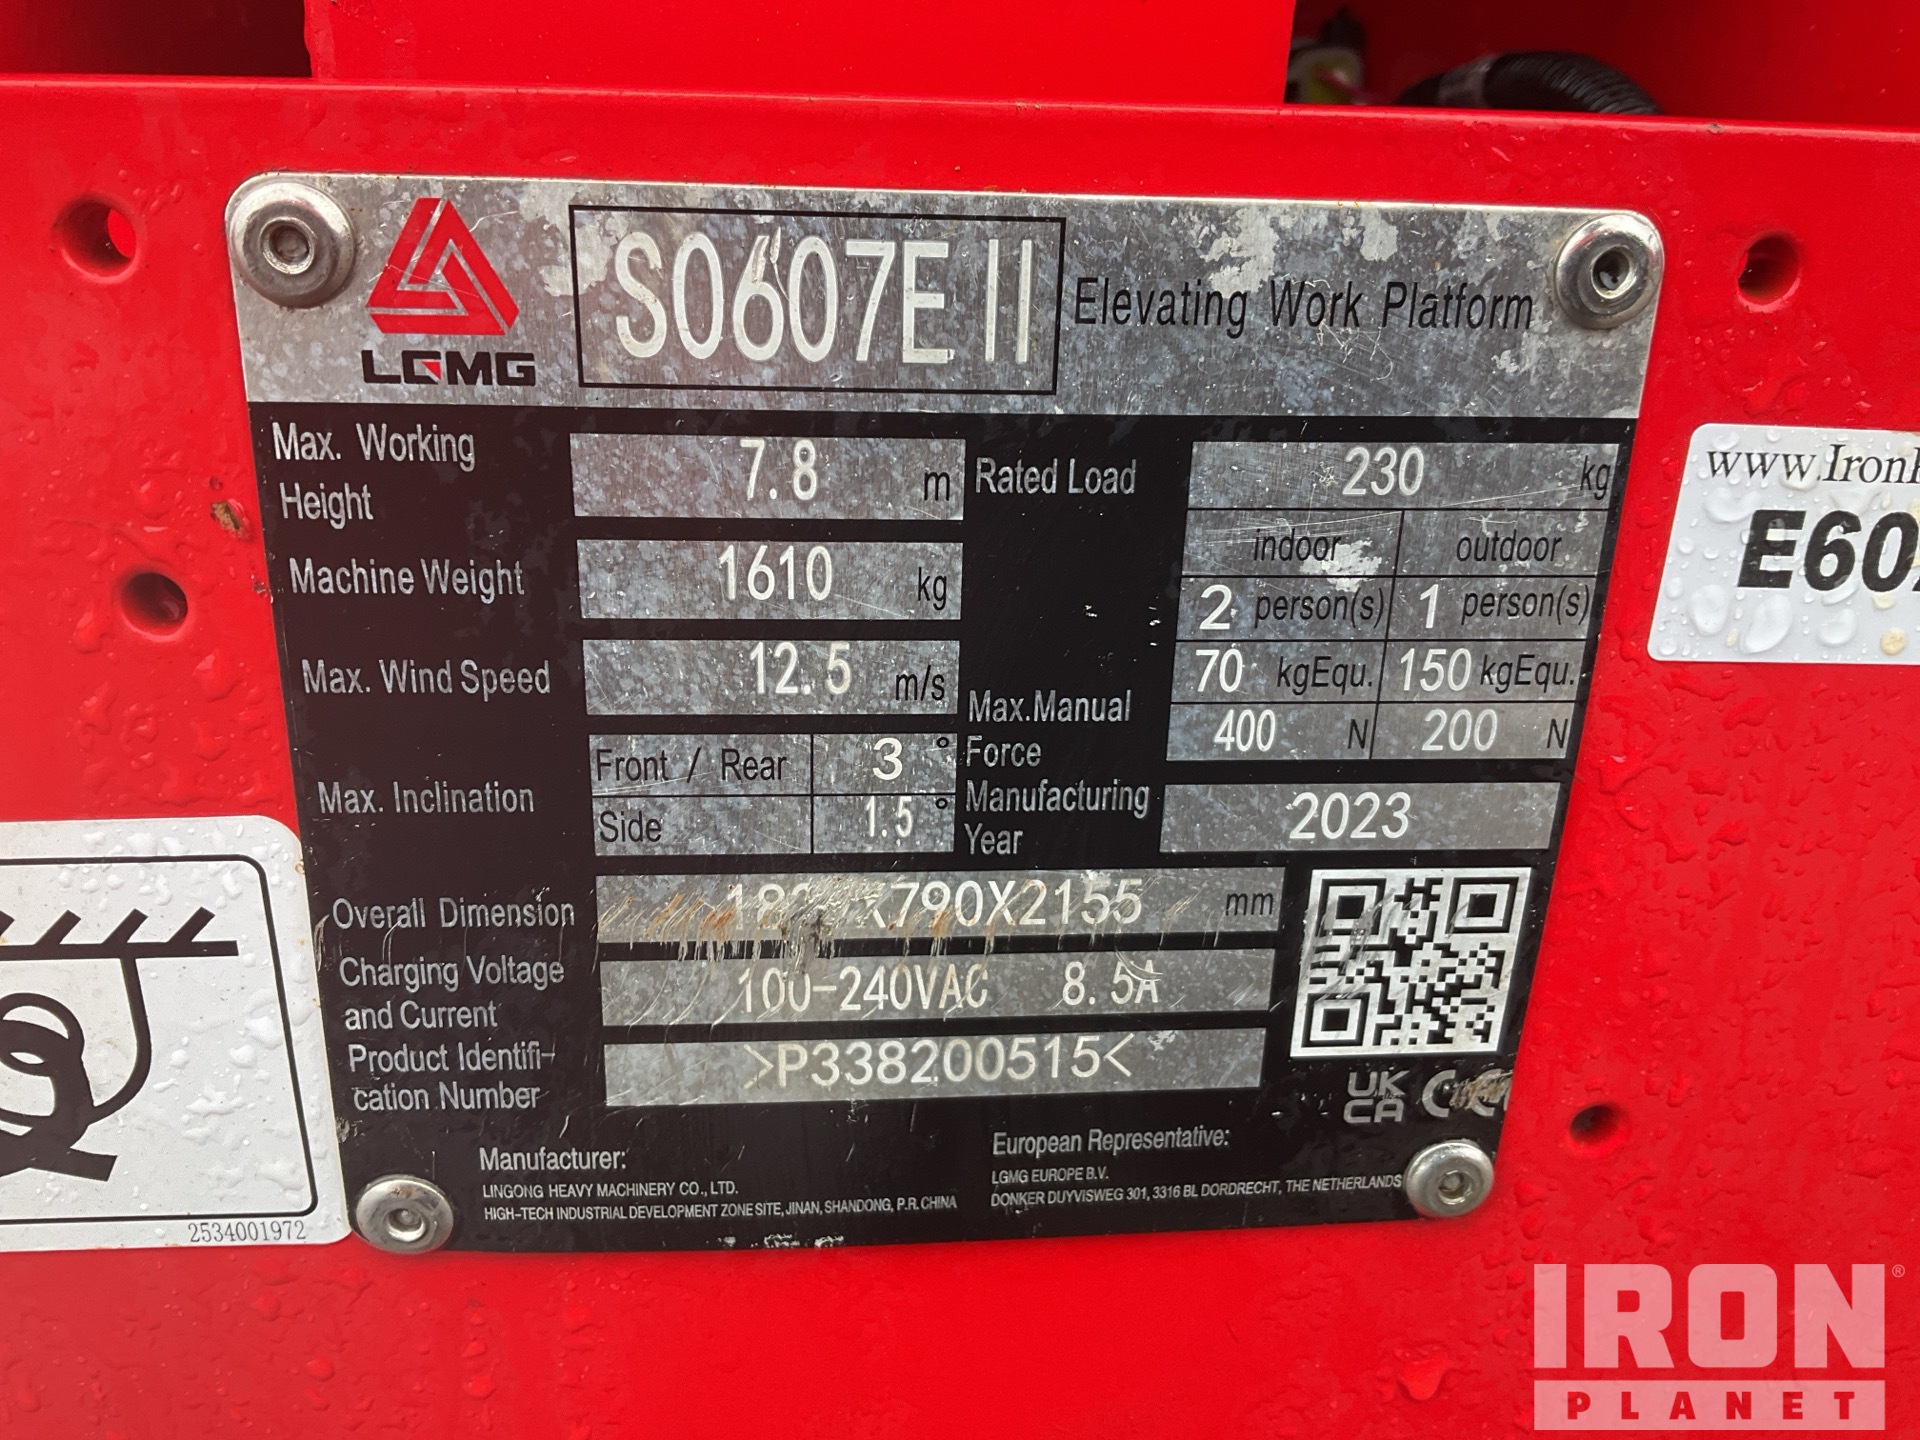 LGMG
S0607E II Elevating Work Platform
Max. Working Height 7.8 m
Machine Weight 1610 kg
Max. Wind Speed 12.5 m/s
Max. Inclination
Front / Rear 3°
Side 1.5°
Rated Load 230 kg
indoor outdoor
2 person(s) 1 person(s)
70 kgEqu. 150 kgEqu.
Max.Manual Force 400 N 200 N
Manufacturing Year 2023
Overall Dimension X790X2155 mm
Charging Voltage and Current 100-240VAC 8.5A
Product Identifi-
cation Number >P338200515<
UK
CA CE
Manufacturer:
LINGONG HEAVY MACHINERY CO., LTD.
HIGH-TECH INDUSTRIAL DEVELOPMENT ZONE SITE, JINAN, SHANDONG, P.R. CHINA
European Representative:
LGMG EUROPE B.V.
DONKER DUYVISWEG 301, 3316 BL DORDRECHT, THE NETHERLANDS
2534001972
IRON®
PLANET